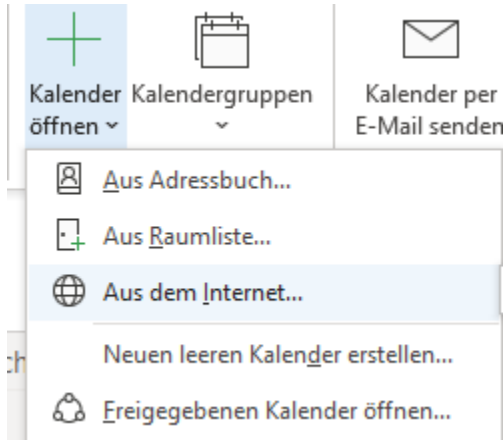 Kalender öffnen
Kalendergruppen
Kalender per E-Mail senden
Aus Adressbuch...
Aus Raumliste...
Aus dem Internet...
Neuen leeren Kalender erstellen...
ch
Freigegebenen Kalender öffnen...